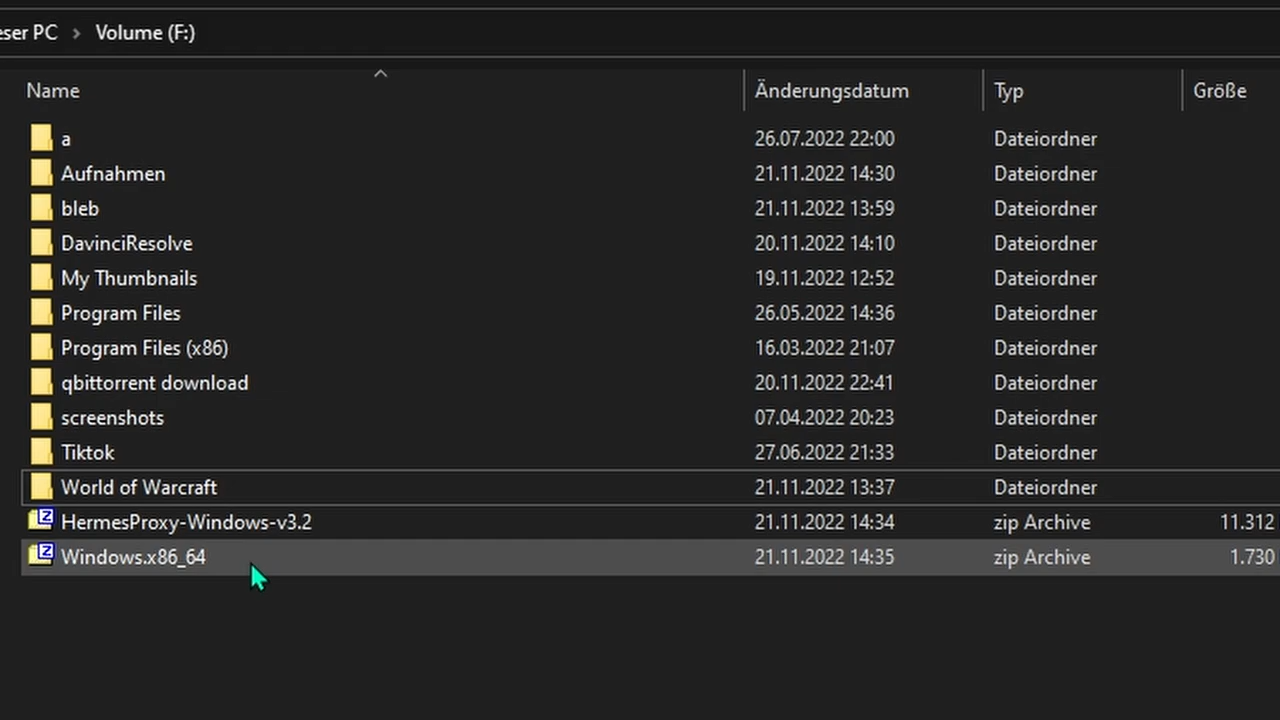 eser PC > Volume (F:)
Name Änderungsdatum Typ Größe
a 26.07.2022 22:00 Dateiordner
Aufnahmen 21.11.2022 14:30 Dateiordner
bleb 21.11.2022 13:59 Dateiordner
DavinciResolve 20.11.2022 14:10 Dateiordner
My Thumbnails 19.11.2022 12:52 Dateiordner
Program Files 26.05.2022 14:36 Dateiordner
Program Files (x86) 16.03.2022 21:07 Dateiordner
qbittorrent download 20.11.2022 22:41 Dateiordner
screenshots 07.04.2022 20:23 Dateiordner
Tiktok 27.06.2022 21:33 Dateiordner
World of Warcraft 21.11.2022 13:37 Dateiordner
HermesProxy-Windows-v3.2 21.11.2022 14:34 zip Archive 11.312
Windows.x86_64 21.11.2022 14:35 zip Archive 1.730